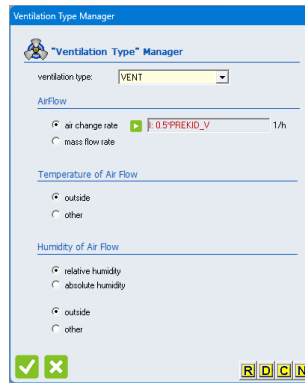 Ventilation Type Manager
"Ventilation Type" Manager
ventilation type: VENT
AirFlow
air change rate I: 0.5*PREKID_V 1/h
mass flow rate
Temperature of Air Flow
outside
other
Humidity of Air Flow
relative humidity
absolute humidity
outside
other
R D C N